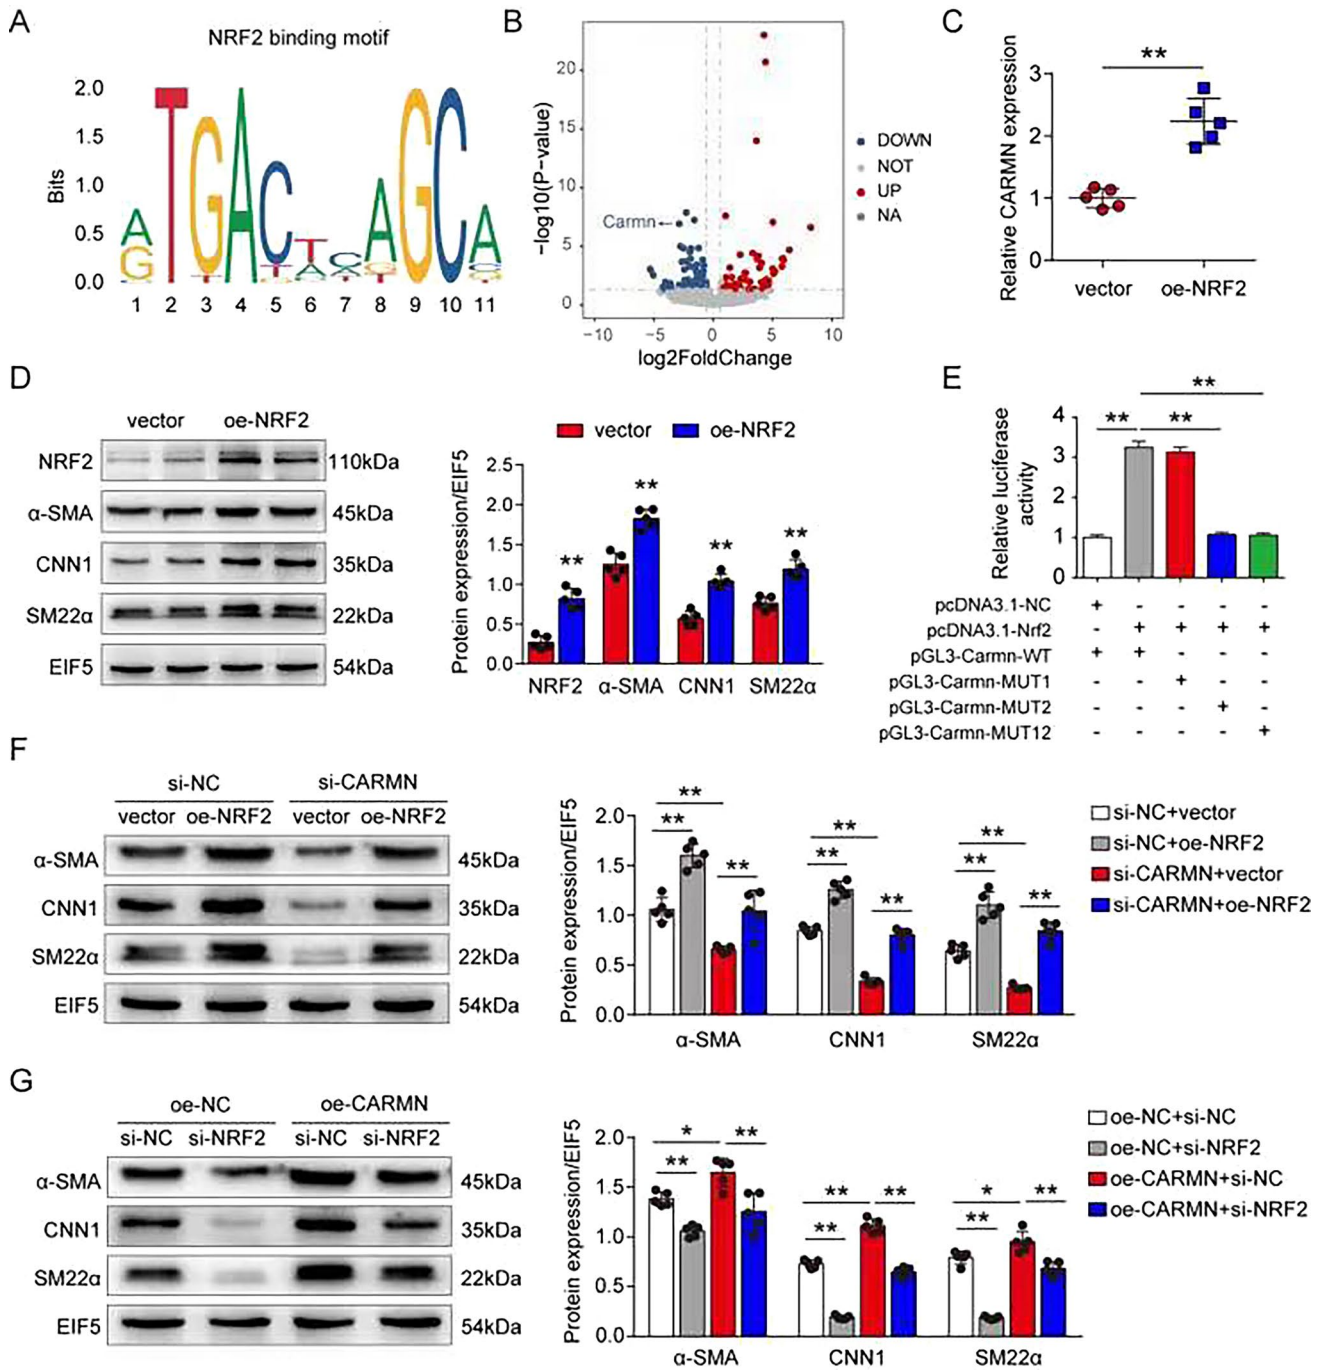 A
NRF2 binding motif
Bits
2.0
1.5
1.0
0.5
0.0
1 2 3 4 5 6 7 8 9 10 11
B
-log10(P-value)
20
15
10
5
0
Carmn
-10 -5 0 5 10
log2FoldChange
DOWN
NOT
UP
NA
C
Relative CARMN expression
3
2
1
0
**
vector oe-NRF2
D
vector oe-NRF2
NRF2 110kDa
α-SMA 45kDa
CNN1 35kDa
SM22α 22kDa
EIF5 54kDa
vector oe-NRF2
Protein expression/EIF5
2.5
2.0
1.5
1.0
0.5
0.0
** ** ** **
NRF2 α-SMA CNN1 SM22α
E
Relative luciferase
activity
4
3
2
1
0
**
** **
pcDNA3.1-NC + - - - -
pcDNA3.1-Nrf2 - + + + +
pGL3-Carmn-WT + + - - -
pGL3-Carmn-MUT1 - - + - -
pGL3-Carmn-MUT2 - - - + -
pGL3-Carmn-MUT12 - - - - +
F
si-NC si-CARMN
vector oe-NRF2 vector oe-NRF2
α-SMA 45kDa
CNN1 35kDa
SM22α 22kDa
EIF5 54kDa
Protein expression/EIF5
2.0
1.5
1.0
0.5
0.0
** ** **
** ** **
** ** **
α-SMA CNN1 SM22α
si-NC+vector
si-NC+oe-NRF2
si-CARMN+vector
si-CARMN+oe-NRF2
G
oe-NC oe-CARMN
si-NC si-NRF2 si-NC si-NRF2
α-SMA 45kDa
CNN1 35kDa
SM22α 22kDa
EIF5 54kDa
Protein expression/EIF5
2.0
1.5
1.0
0.5
0.0
* **
**
** **
**
* **
**
α-SMA CNN1 SM22α
oe-NC+si-NC
oe-NC+si-NRF2
oe-CARMN+si-NC
oe-CARMN+si-NRF2